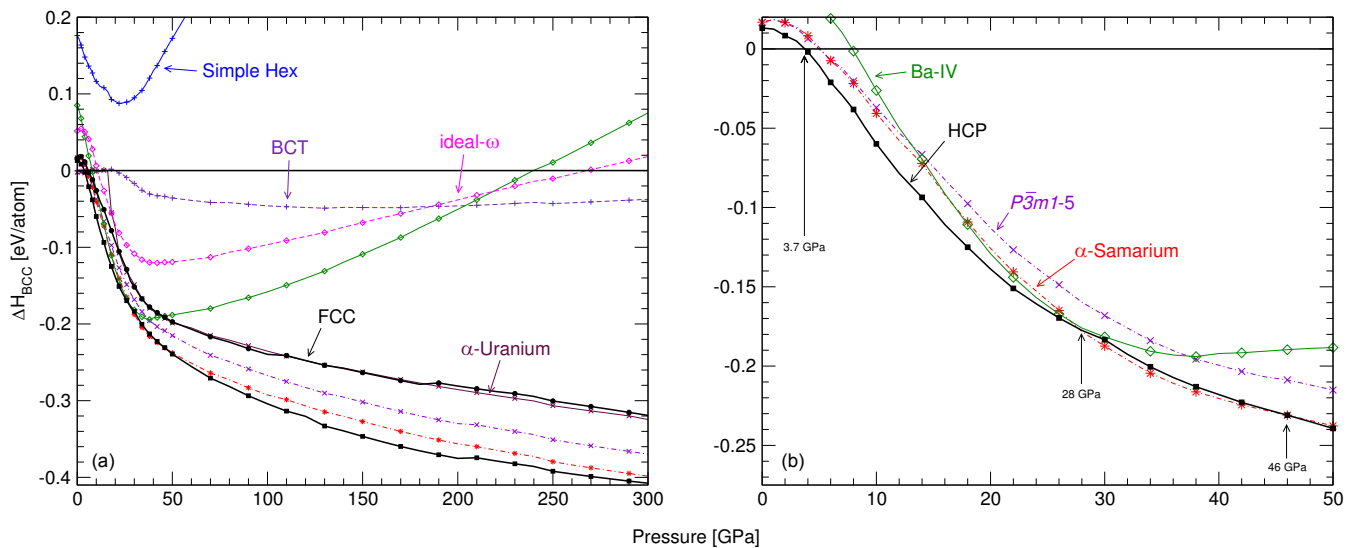 0.2
0.1
0
-0.1
-0.2
-0.3
-0.4
ΔH_BCC [eV/atom]
Simple Hex
BCT
ideal-ω
FCC
α-Uranium
(a)
0 50 100 150 200 250 300
0
-0.05
-0.1
-0.15
-0.2
-0.25
Ba-IV
HCP
3.7 GPa
P3̅m1-5
α-Samarium
28 GPa
46 GPa
(b)
0 10 20 30 40 50
Pressure [GPa]